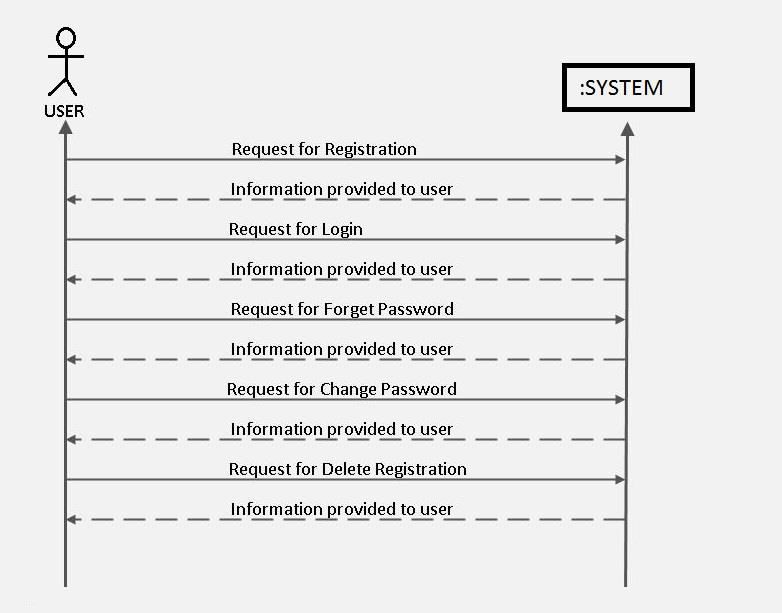 USER
:SYSTEM
Request for Registration
Information provided to user
Request for Login
Information provided to user
Request for Forget Password
Information provided to user
Request for Change Password
Information provided to user
Request for Delete Registration
Information provided to user